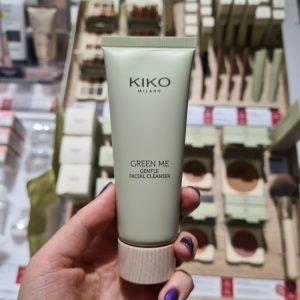 KIKO
MILANO
GREEN ME
GENTLE
FACIAL CLEANSER